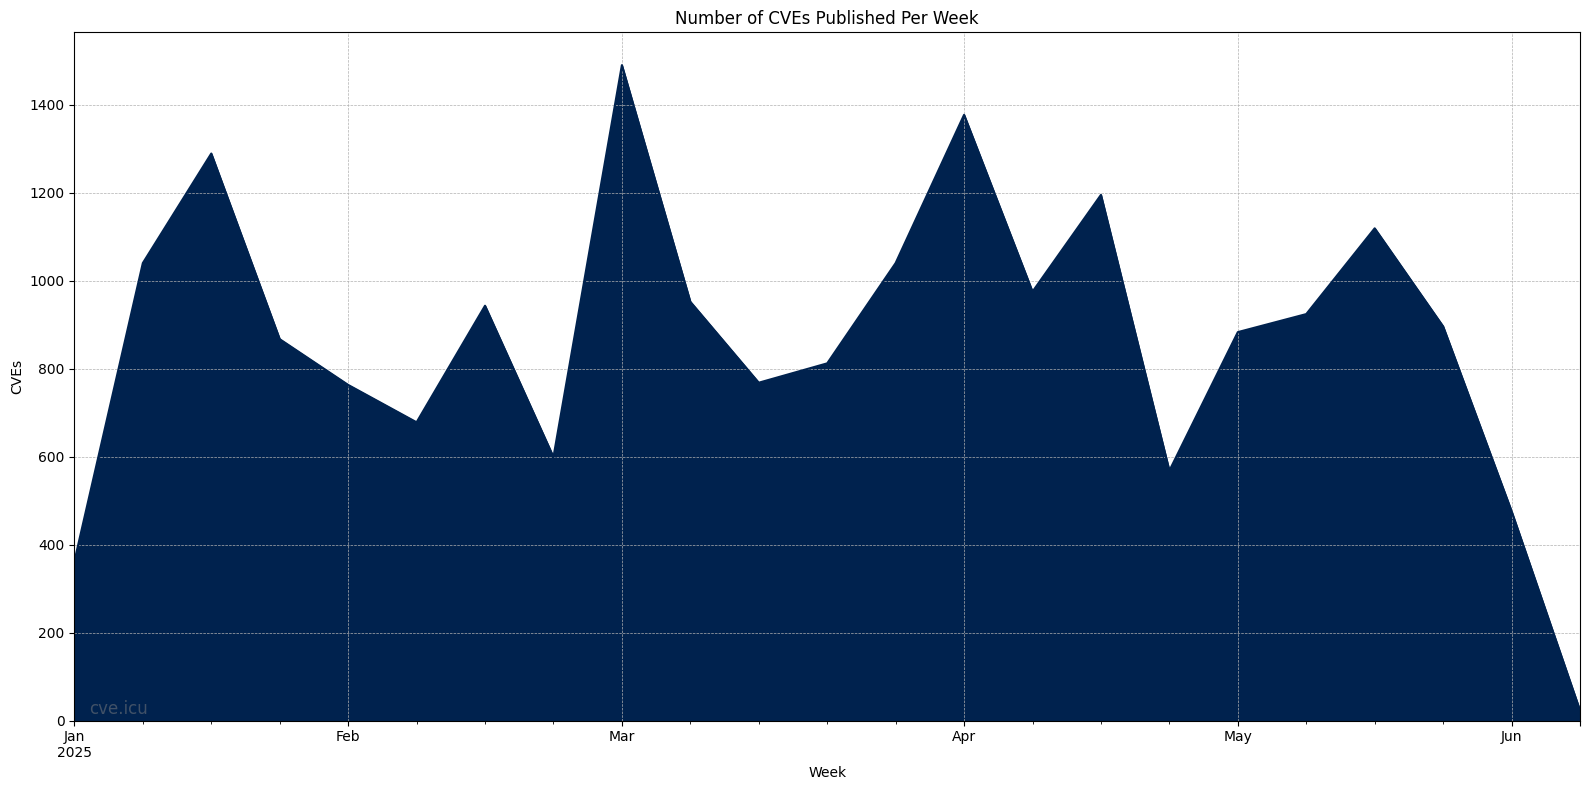 Number of CVEs Published Per Week
1400
1200
1000
800
600
400
200
0
CVEs
cve.icu
Jan
2025
Feb
Mar
Apr
May
Jun
Week